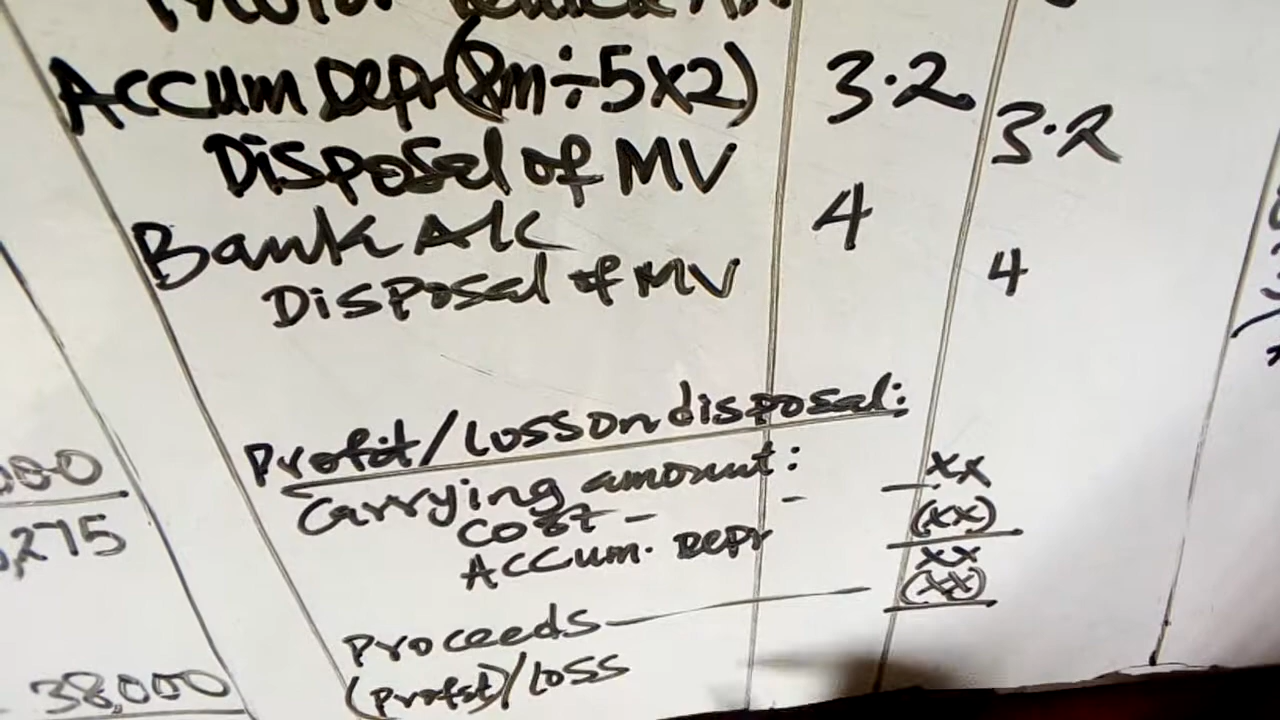 Accum Depr (8m÷5x2) 3.2
Disposal of MV 3.2
Bank A/C 4
Disposal of MV 4
Profit/Loss on disposal:
Carrying amount:
Cost - - xx
Accum. Depr (xx)
xx
Proceeds (xx)
(Profit)/Loss
000
,275
38,000